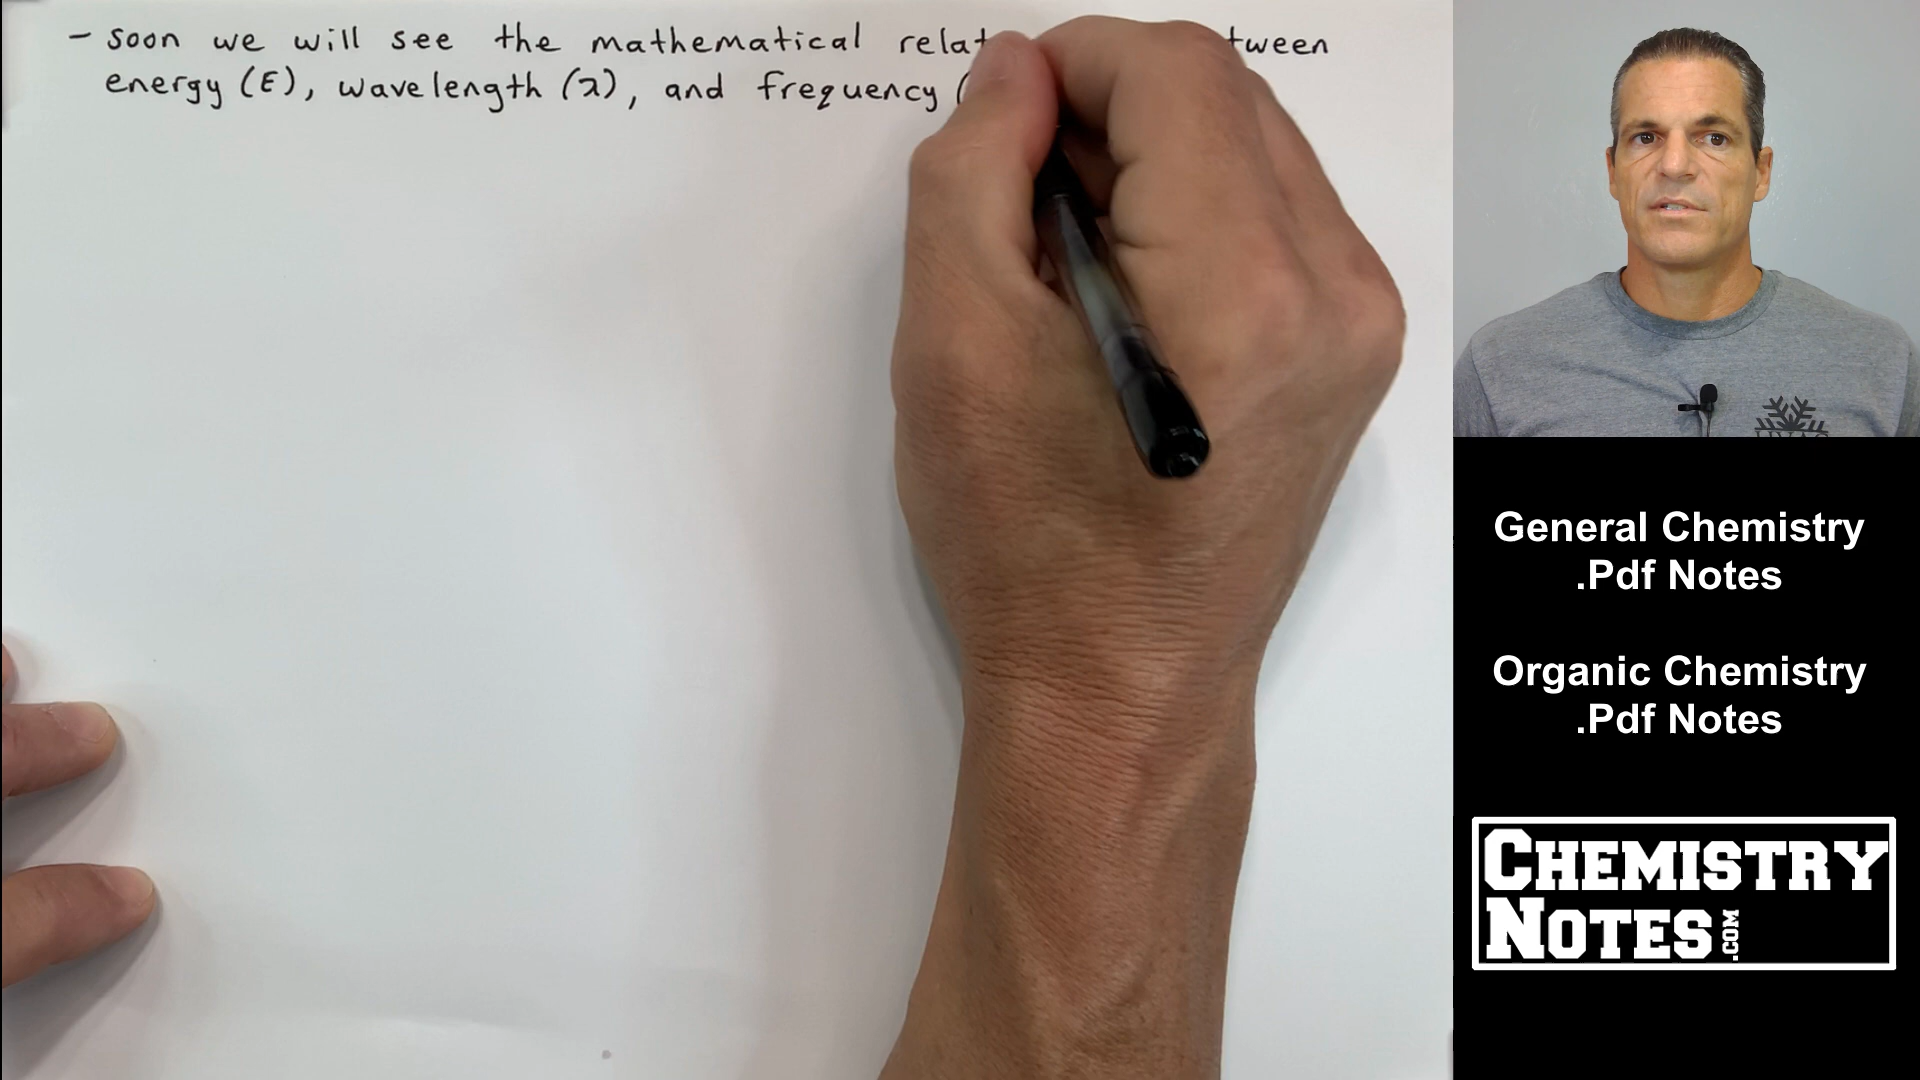 - soon we will see the mathematical tween
energy (E), wavelength (λ), and frequency (
General Chemistry
.Pdf Notes
Organic Chemistry
.Pdf Notes
CHEMISTRY
NOTES.COM